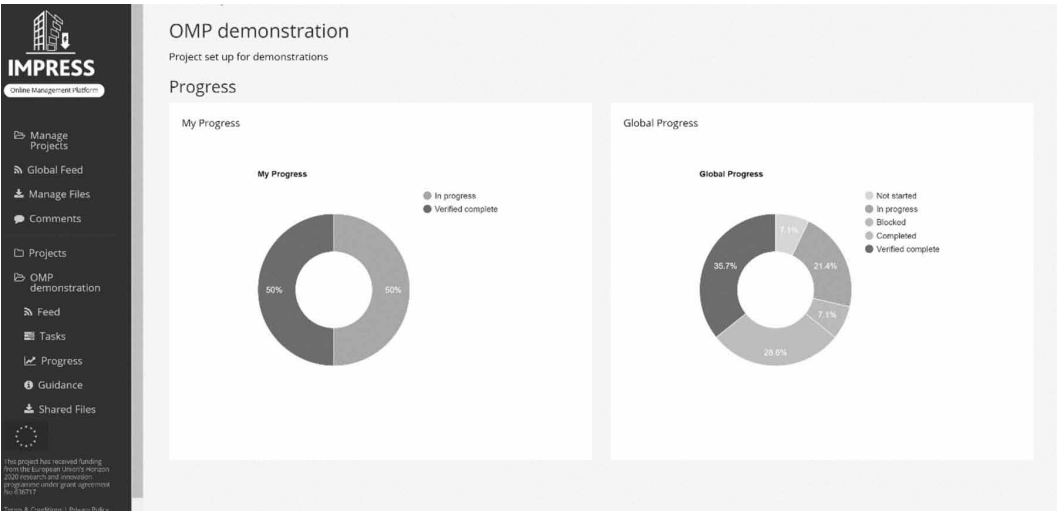 IMPRESS
Online Management Platform
Manage
Projects
Global Feed
Manage Files
Comments
Projects
OMP
demonstration
Feed
Tasks
Progress
Guidance
Shared Files
This project has received funding
from the European Union's Horizon
2020 research and innovation
programme under grant agreement
No 636717
Terms & Conditions | Privacy Policy
OMP demonstration
Project set up for demonstrations
Progress
My Progress
My Progress
In progress
Verified complete
50%
50%
Global Progress
Global Progress
Not started
In progress
Blocked
Completed
Verified complete
7.1%
35.7%
21.4%
7.1%
28.6%